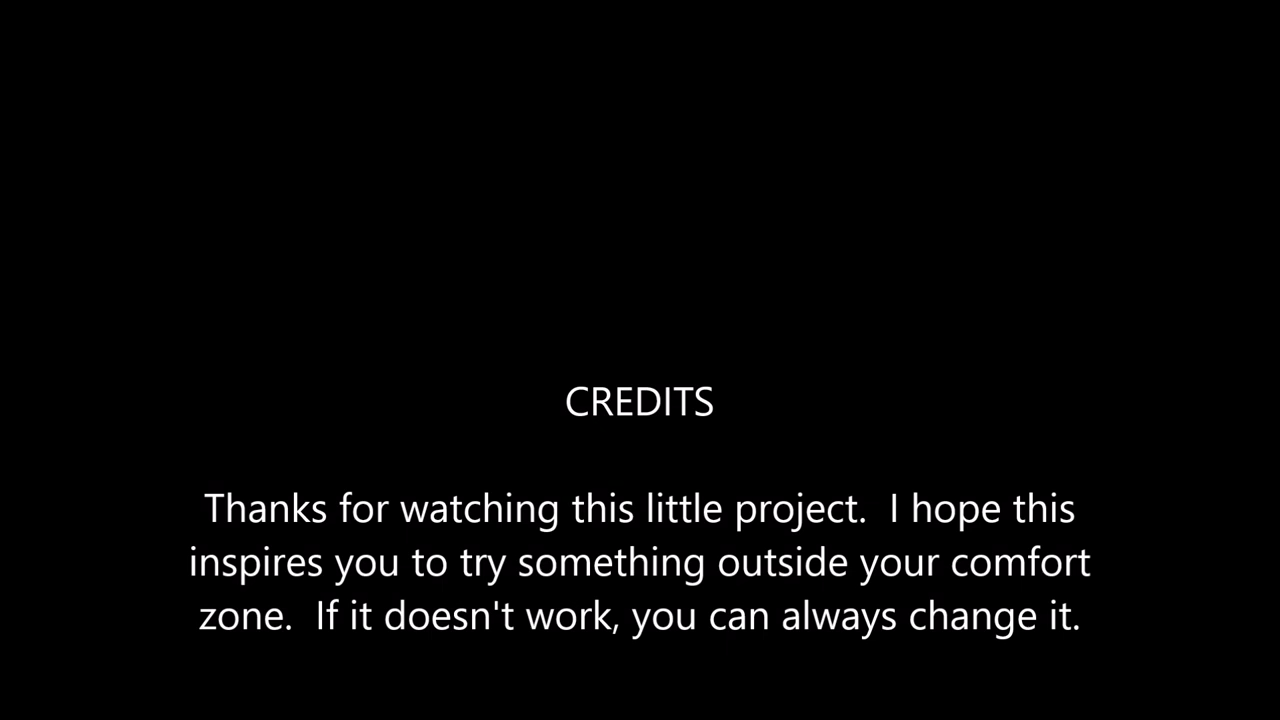 CREDITS
Thanks for watching this little project.  I hope this
inspires you to try something outside your comfort
zone.  If it doesn't work, you can always change it.